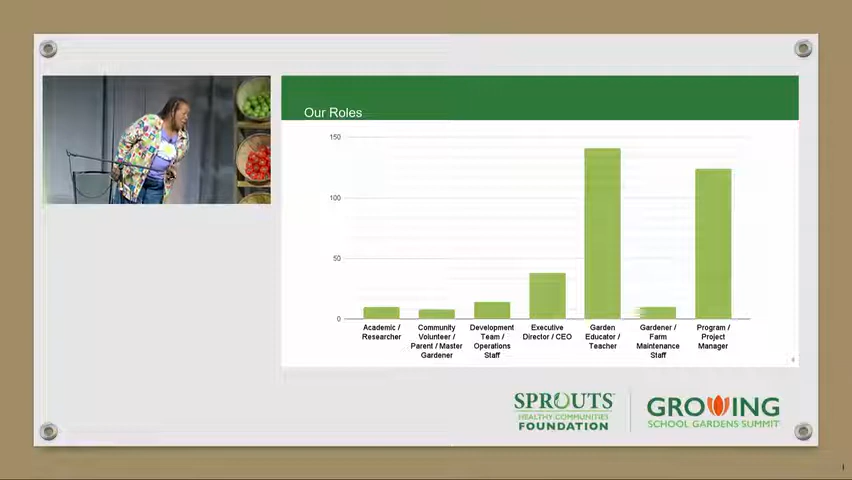 Our Roles
150
100
50
0
Academic /
Researcher
Community
Volunteer /
Parent / Master
Gardener
Development
Team /
Operations
Staff
Executive
Director / CEO
Garden
Educator /
Teacher
Gardener /
Farm
Maintenance
Staff
Program /
Project
Manager
SPROUTS
HEALTHY COMMUNITIES
FOUNDATION
GROWING
SCHOOL GARDENS SUMMIT